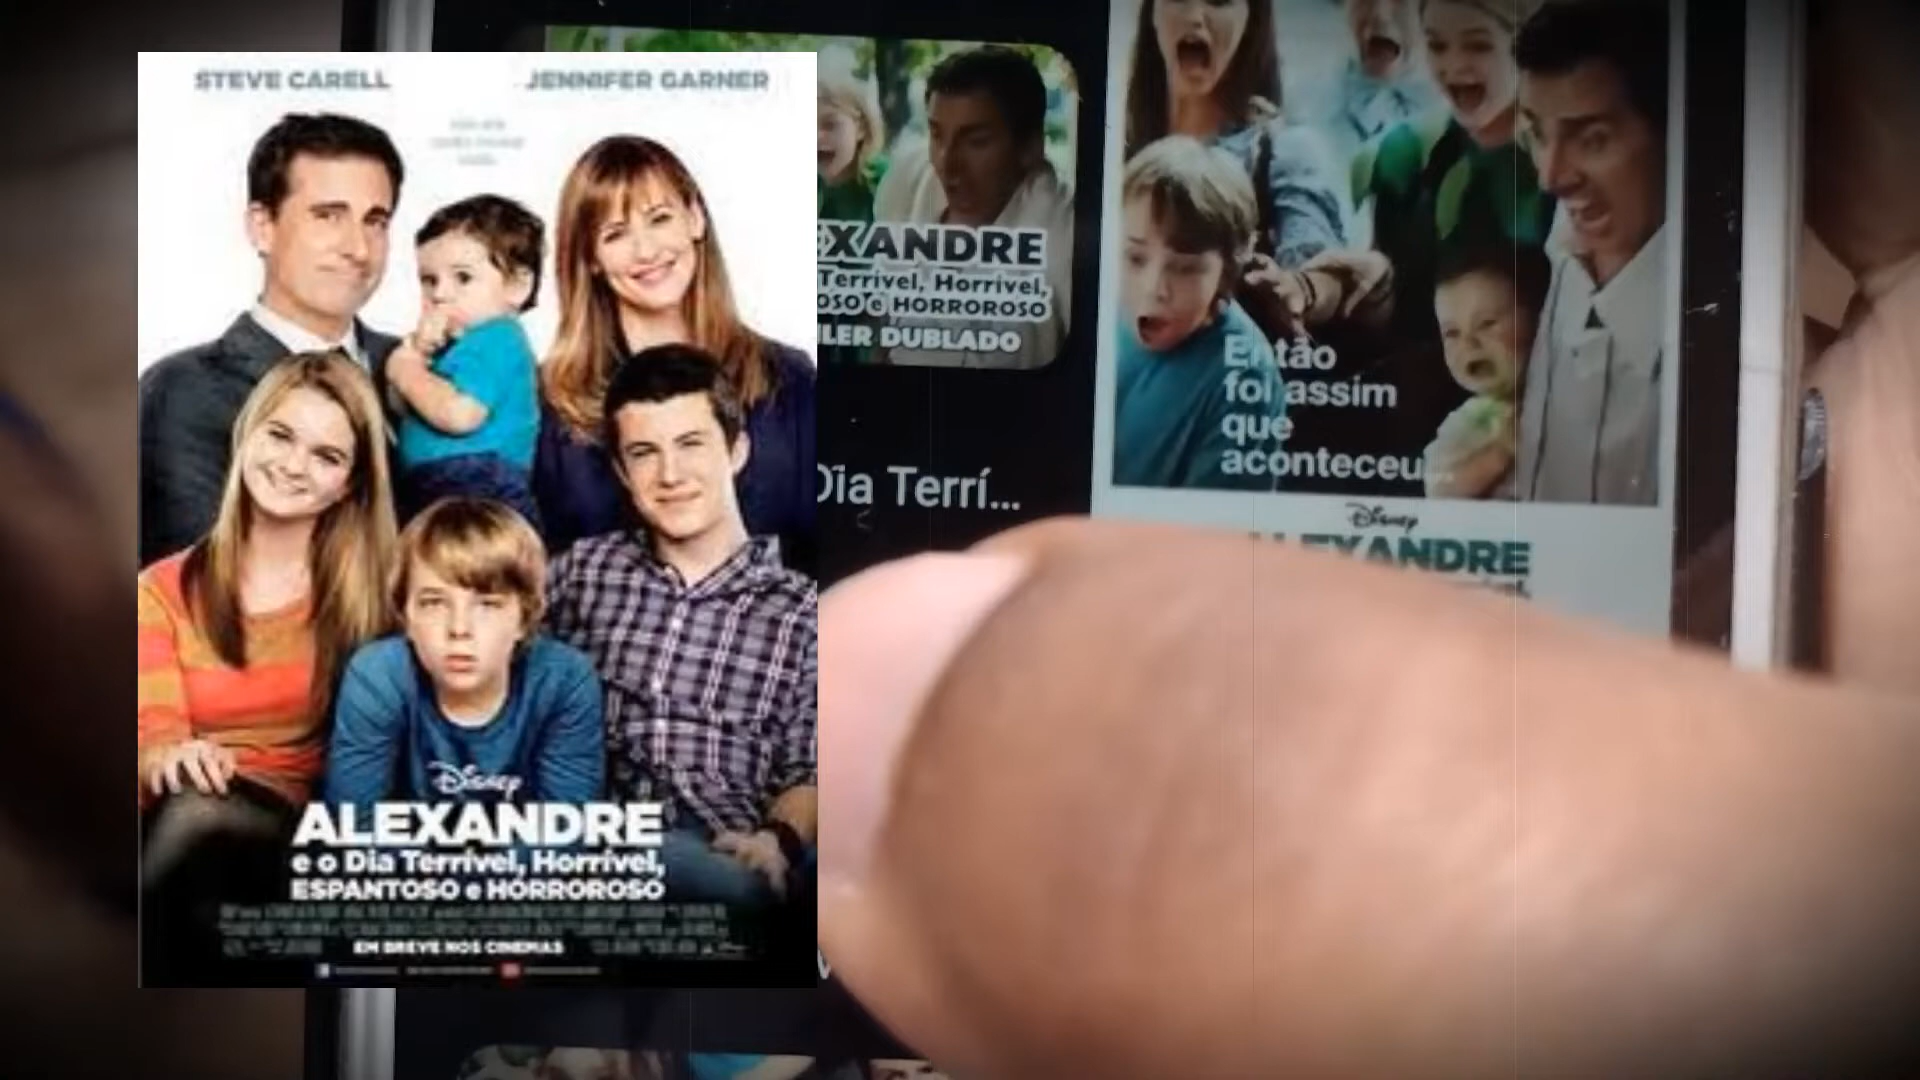 STEVE CARELL
JENNIFER GARNER
Disney
ALEXANDRE
e o Dia Terrível, Horrível,
ESPANTOSO e HORROROSO
EM BREVE NOS CINEMAS
EXANDRE
Terrível, Horrível,
OSO e HORROROSO
ILER DUBLADO
Dia Terrí...
Então
foi assim
que
aconteceu...
Disney
ALEXANDRE